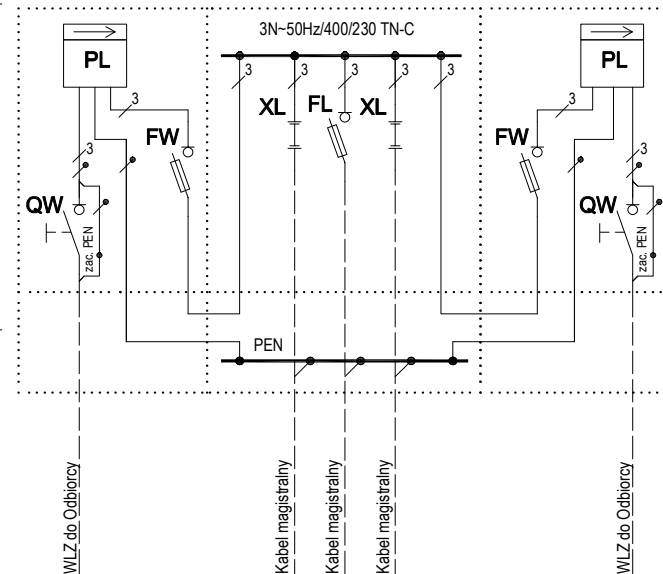 3N~50Hz/400/230 TN-C
PL
PL
3
3
3
3
3
3
3
XL
FL
XL
FW
FW
3
3
QW
QW
zac. PEN
zac. PEN
PEN
WLZ do Odbiorcy
Kabel magistralny
Kabel magistralny
Kabel magistralny
WLZ do Odbiorcy